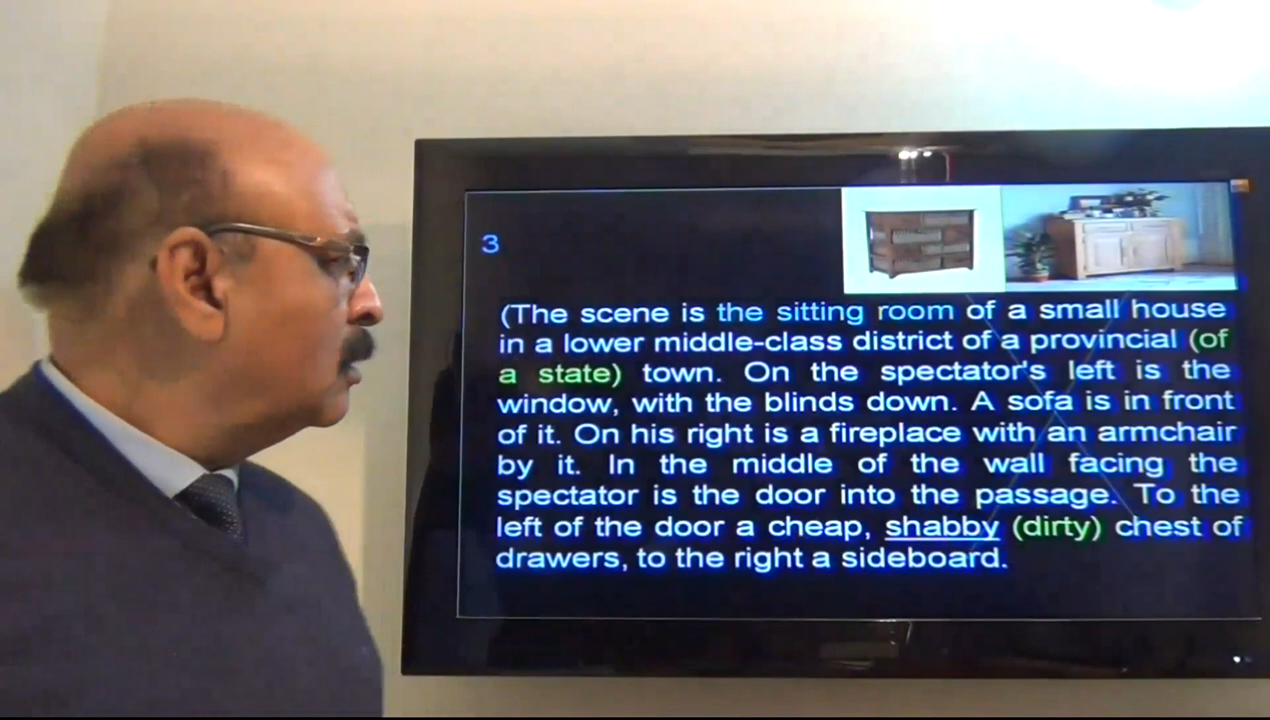 3
(The scene is the sitting room of a small house
in a lower middle-class district of a provincial (of
a state) town. On the spectator's left is the
window, with the blinds down. A sofa is in front
of it. On his right is a fireplace with an armchair
by it. In the middle of the wall facing the
spectator is the door into the passage. To the
left of the door a cheap, shabby (dirty) chest of
drawers, to the right a sideboard.